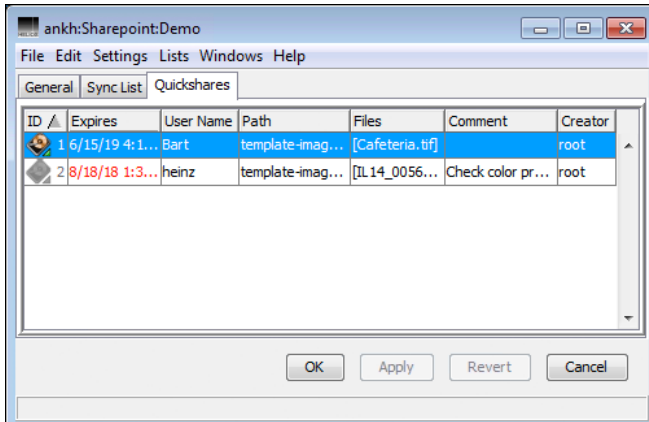 ankh:Sharepoint:Demo
File Edit Settings Lists Windows Help
General Sync List Quickshares
ID Expires User Name Path Files Comment Creator
1 6/15/19 4:1... Bart template-imag... [Cafeteria.tif] root
2 8/18/18 1:3... heinz template-imag... [IL14_0056... Check color pr... root
OK Apply Revert Cancel